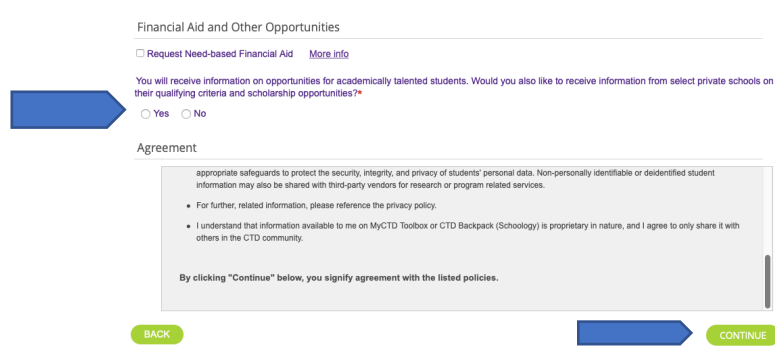 Financial Aid and Other Opportunities
Request Need-based Financial Aid More info
You will receive information on opportunities for academically talented students. Would you also like to receive information from select private schools on
their qualifying criteria and scholarship opportunities?*
Yes No
Agreement
appropriate safeguards to protect the security, integrity, and privacy of students' personal data. Non-personally identifiable or deidentified student
information may also be shared with third-party vendors for research or program related services.
• For further, related information, please reference the privacy policy.
• I understand that information available to me on MyCTD Toolbox or CTD Backpack (Schoology) is proprietary in nature, and I agree to only share it with
others in the CTD community.
By clicking "Continue" below, you signify agreement with the listed policies.
BACK CONTINUE